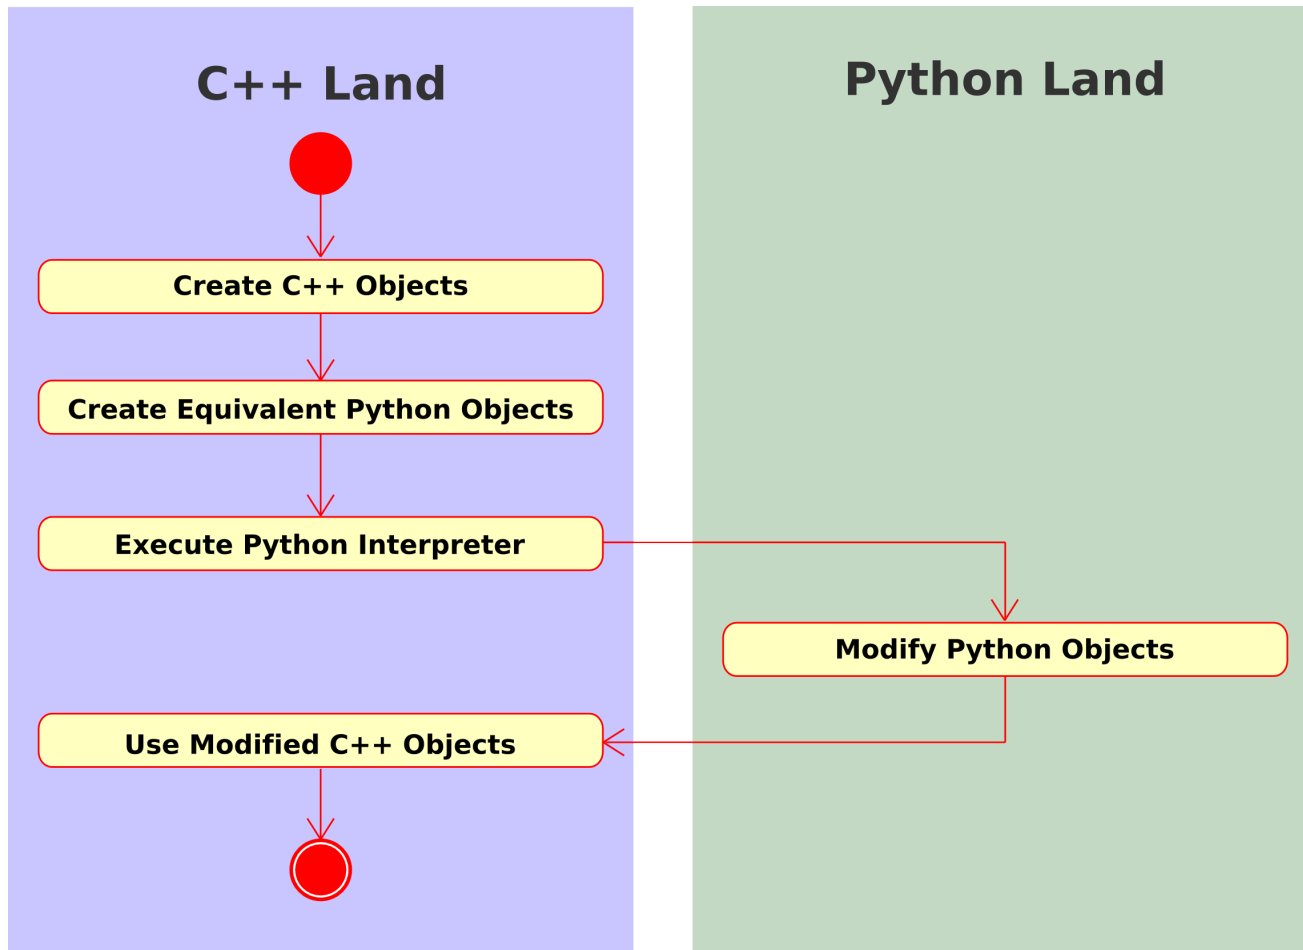 C++ Land
Python Land
Create C++ Objects
Create Equivalent Python Objects
Execute Python Interpreter
Modify Python Objects
Use Modified C++ Objects